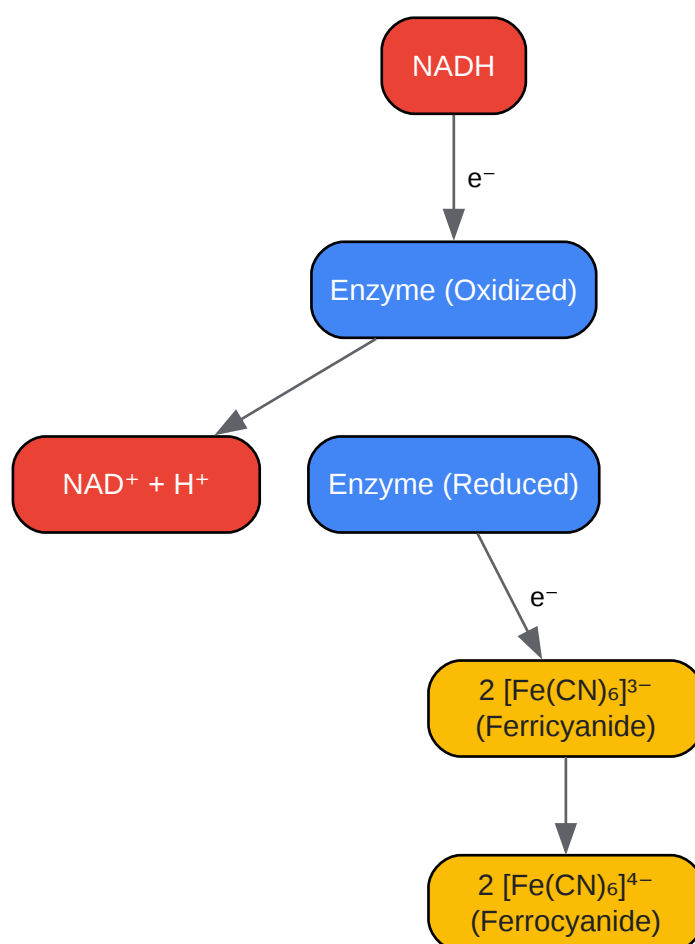 NADH
e⁻
Enzyme (Oxidized)
NAD⁺ + H⁺
Enzyme (Reduced)
e⁻
2 [Fe(CN)₆]³⁻
(Ferricyanide)
2 [Fe(CN)₆]⁴⁻
(Ferrocyanide)